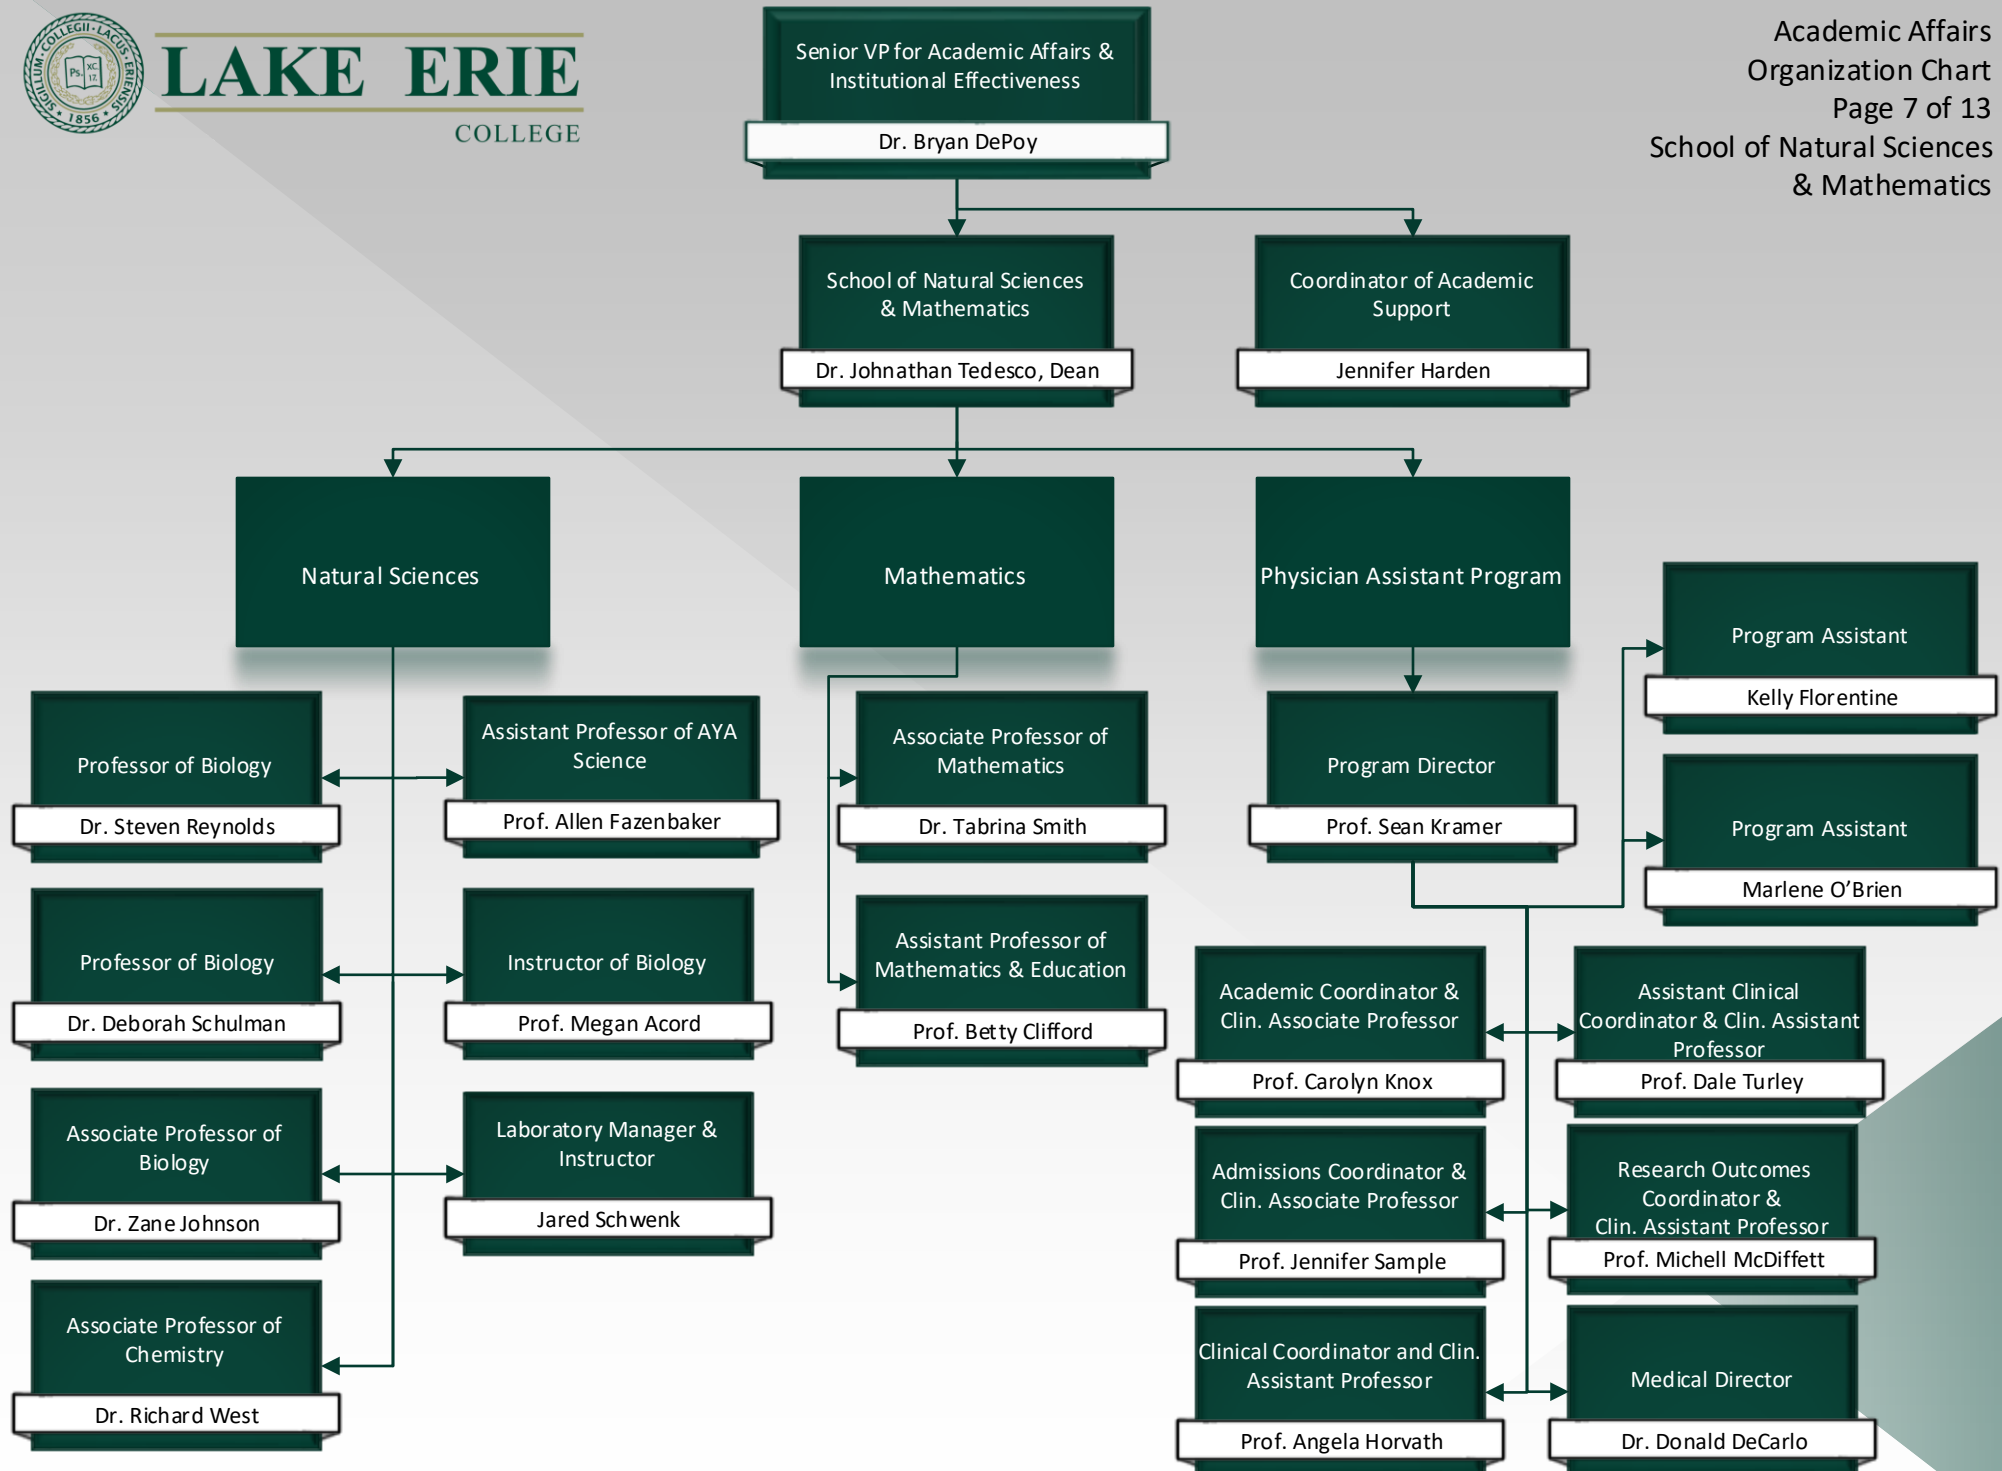 SIGILLUM · COLLEGII · LACUS · ERIENSIS
Ps. XC. 17.
* 1856 *
LAKE ERIE
COLLEGE
Academic Affairs
Organization Chart
Page 7 of 13
School of Natural Sciences
& Mathematics
Senior VP for Academic Affairs &
Institutional Effectiveness
Dr. Bryan DePoy
School of Natural Sciences
& Mathematics
Dr. Johnathan Tedesco, Dean
Coordinator of Academic
Support
Jennifer Harden
Natural Sciences
Mathematics
Physician Assistant Program
Professor of Biology
Dr. Steven Reynolds
Assistant Professor of AYA
Science
Prof. Allen Fazenbaker
Professor of Biology
Dr. Deborah Schulman
Instructor of Biology
Prof. Megan Acord
Associate Professor of
Biology
Dr. Zane Johnson
Laboratory Manager &
Instructor
Jared Schwenk
Associate Professor of
Chemistry
Dr. Richard West
Associate Professor of
Mathematics
Dr. Tabrina Smith
Assistant Professor of
Mathematics & Education
Prof. Betty Clifford
Program Director
Prof. Sean Kramer
Program Assistant
Kelly Florentine
Program Assistant
Marlene O’Brien
Academic Coordinator &
Clin. Associate Professor
Prof. Carolyn Knox
Assistant Clinical
Coordinator & Clin. Assistant
Professor
Prof. Dale Turley
Admissions Coordinator &
Clin. Associate Professor
Prof. Jennifer Sample
Research Outcomes
Coordinator &
Clin. Assistant Professor
Prof. Michell McDiffett
Clinical Coordinator and Clin.
Assistant Professor
Prof. Angela Horvath
Medical Director
Dr. Donald DeCarlo